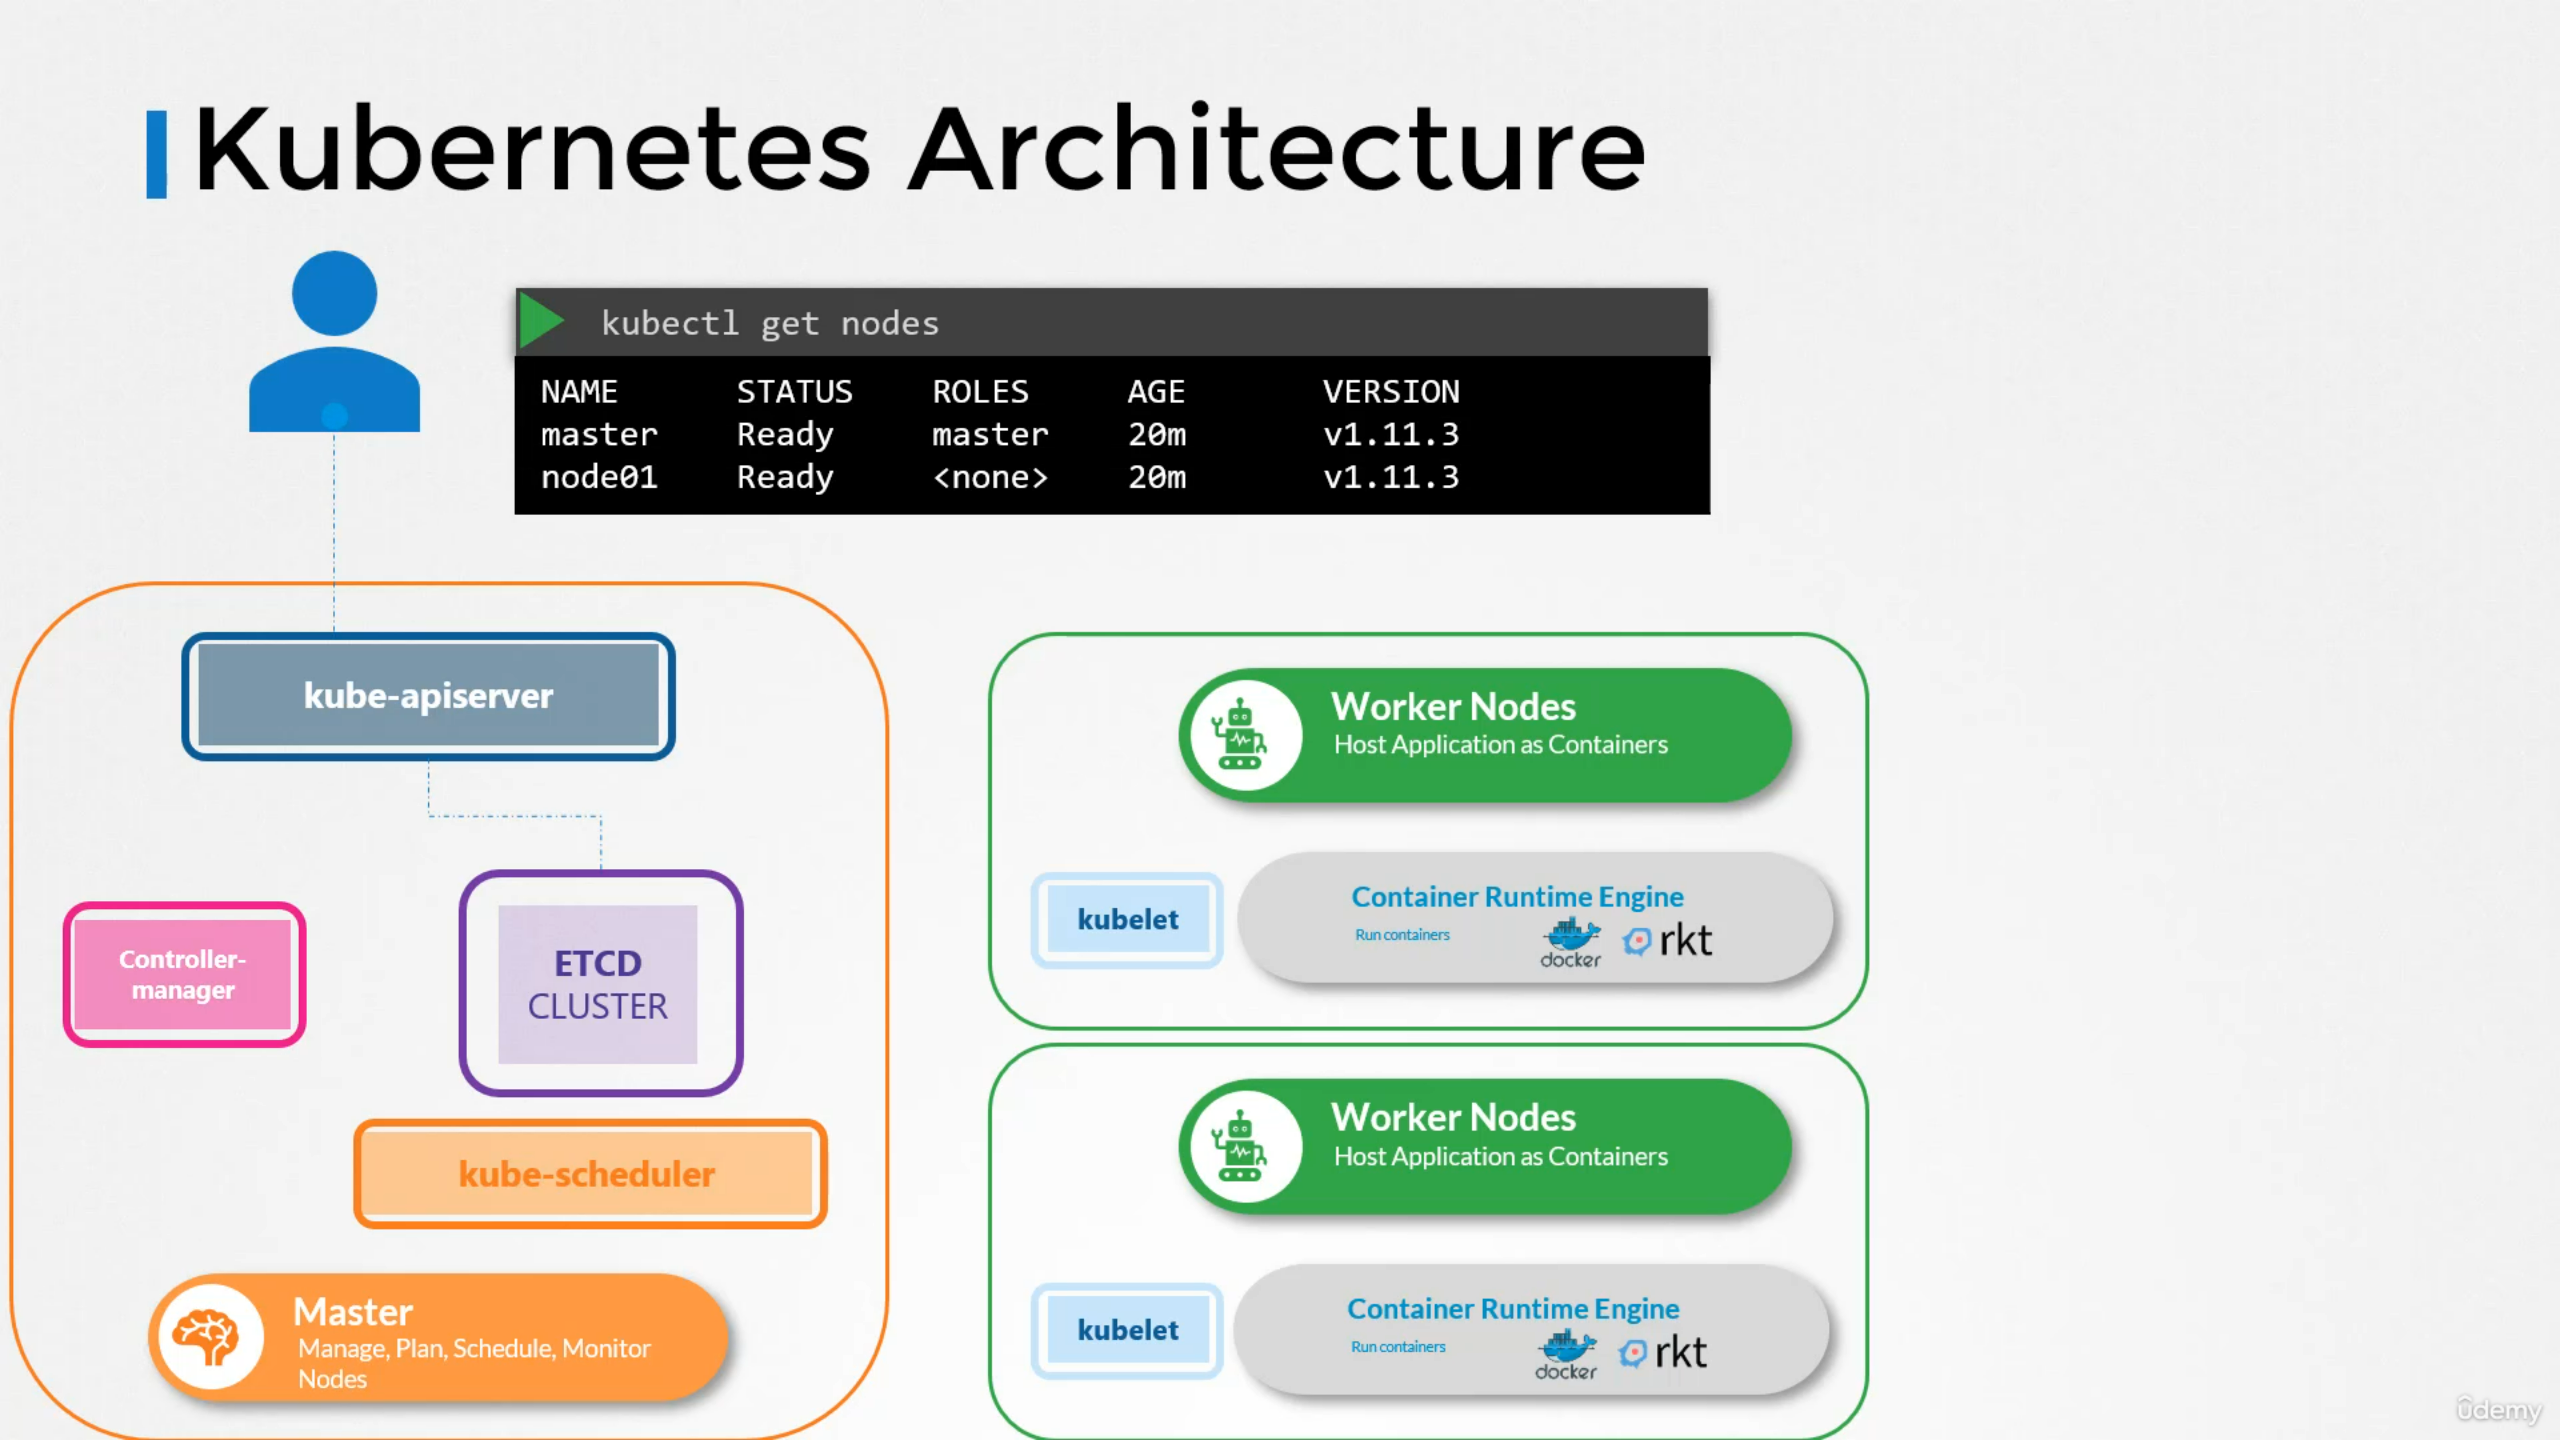 Kubernetes Architecture
kubectl get nodes
NAME STATUS ROLES AGE VERSION
master Ready master 20m v1.11.3
node01 Ready <none> 20m v1.11.3
kube-apiserver
Controller-
manager
ETCD
CLUSTER
kube-scheduler
Master
Manage, Plan, Schedule, Monitor
Nodes
Worker Nodes
Host Application as Containers
kubelet
Container Runtime Engine
Run containers
docker
rkt
Worker Nodes
Host Application as Containers
kubelet
Container Runtime Engine
Run containers
docker
rkt
ûdemy